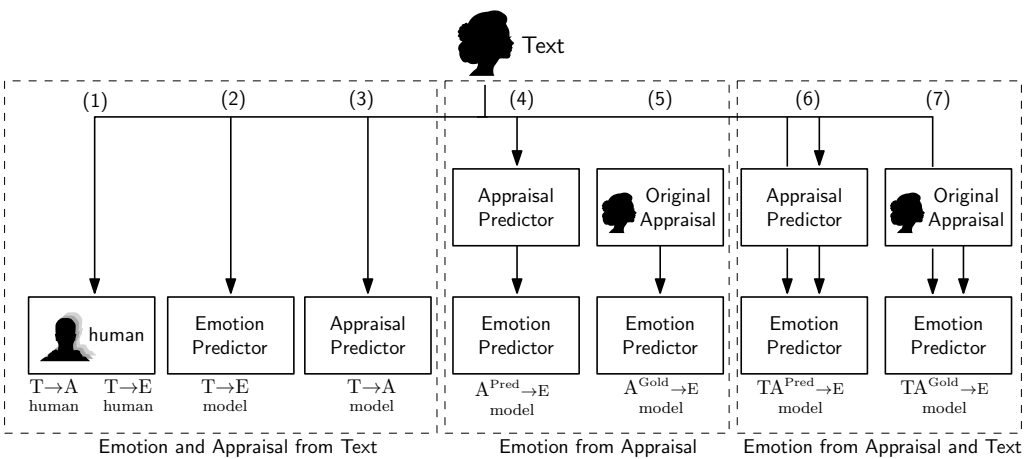 Text
(1) (2) (3) (4) (5) (6) (7)
Appraisal
Predictor
Original
Appraisal
Appraisal
Predictor
Original
Appraisal
human
Emotion
Predictor
Appraisal
Predictor
Emotion
Predictor
Emotion
Predictor
Emotion
Predictor
Emotion
Predictor
T→A
human
T→E
human
T→E
model
T→A
model
A^Pred→E
model
A^Gold→E
model
TA^Pred→E
model
TA^Gold→E
model
Emotion and Appraisal from Text
Emotion from Appraisal
Emotion from Appraisal and Text